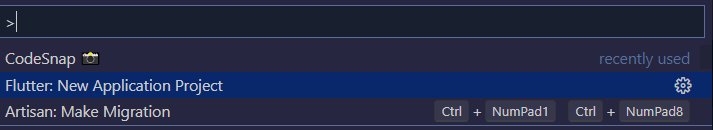 >
CodeSnap 📸 recently used
Flutter: New Application Project
Artisan: Make Migration Ctrl + NumPad1 Ctrl + NumPad8